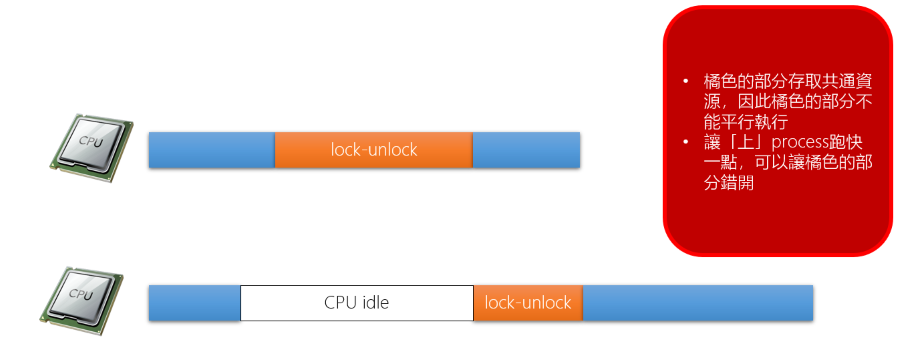 • 橘色的部分存取共通資
源，因此橘色的部分不
能平行執行
• 讓「上」process跑快
一點，可以讓橘色的部
分錯開
CPU
lock-unlock
CPU
CPU idle
lock-unlock